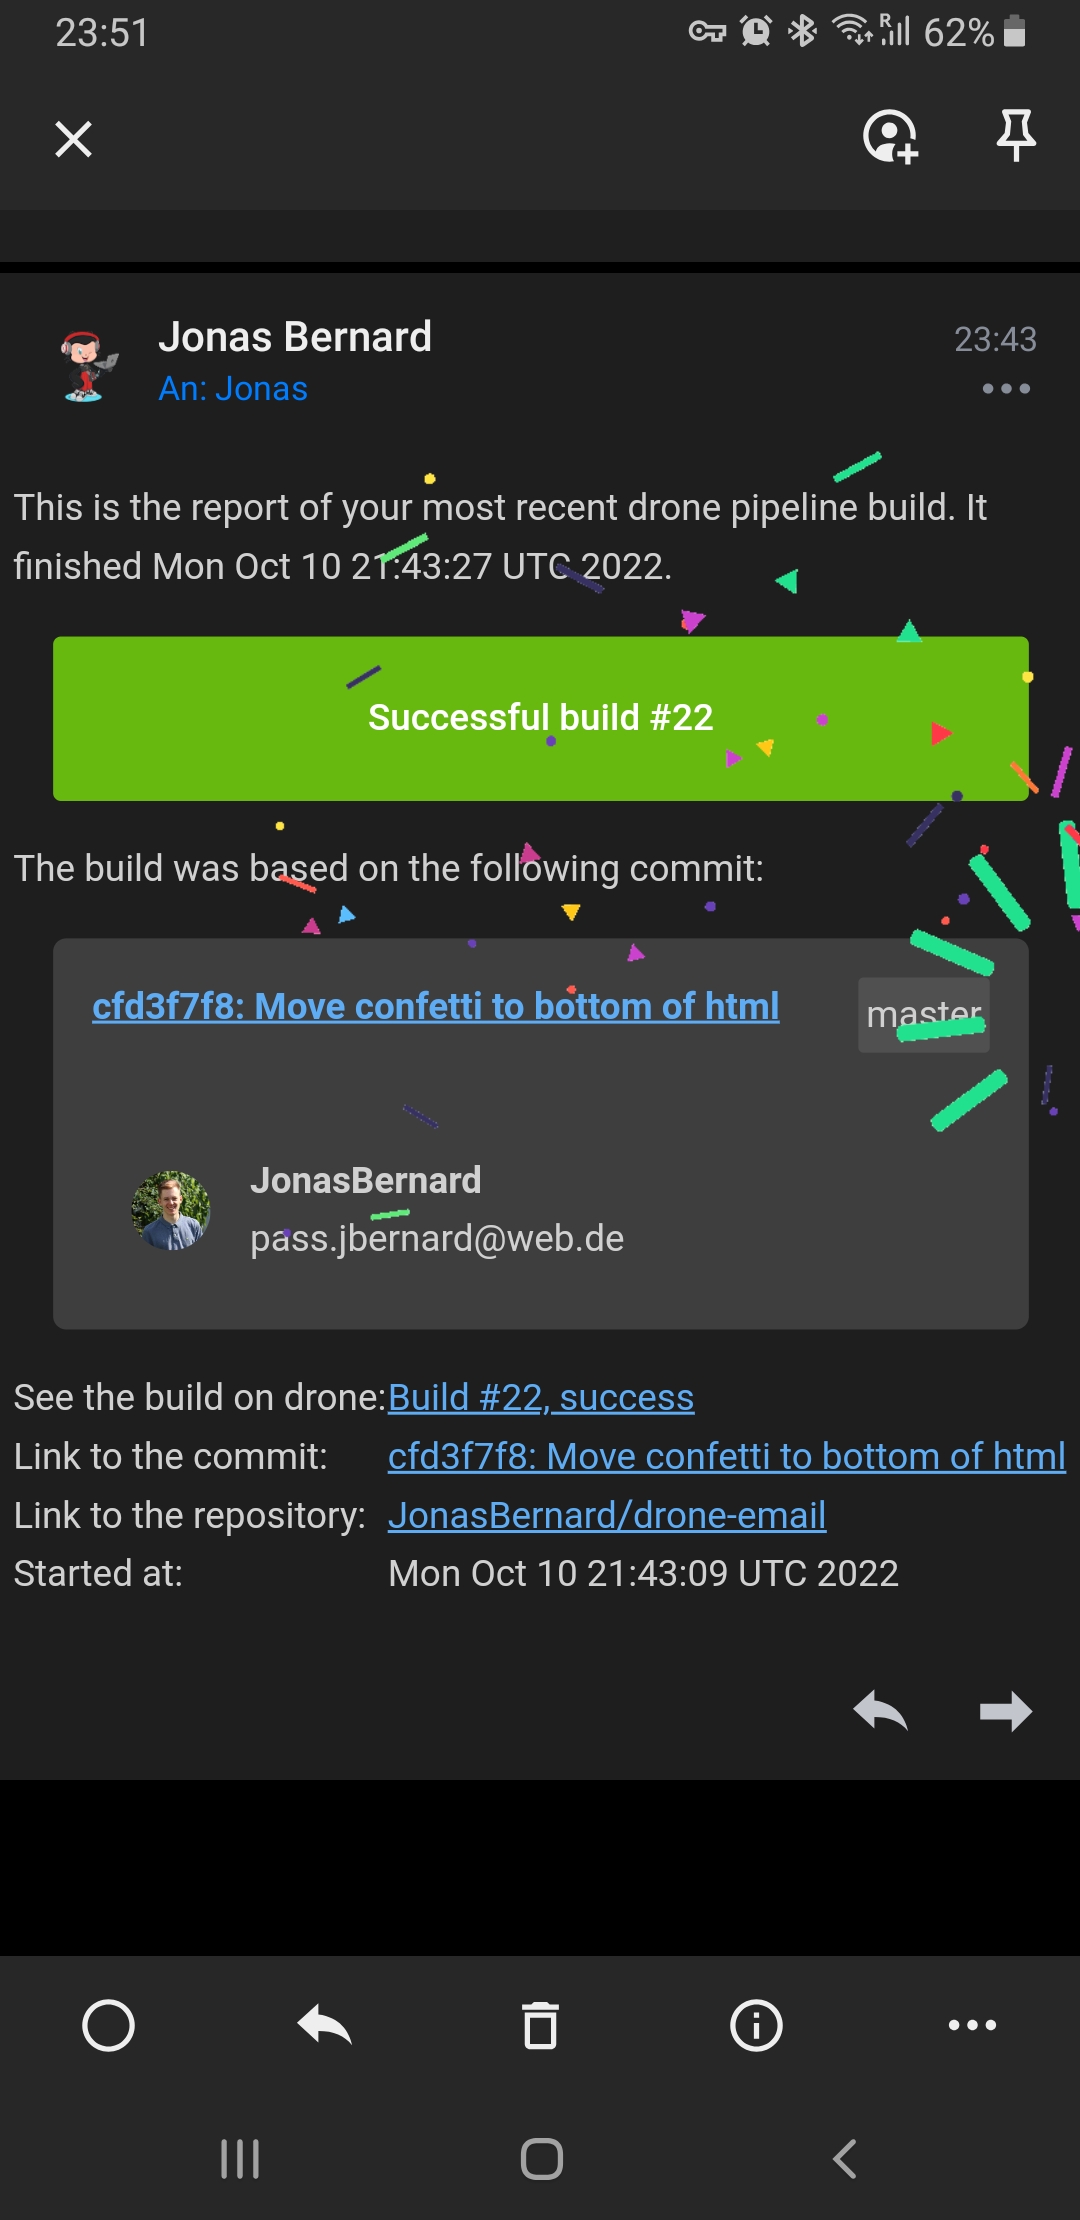 23:51
R
62%
Jonas Bernard
23:43
An: Jonas
This is the report of your most recent drone pipeline build. It
finished Mon Oct 10 21:43:27 UTC 2022.
Successful build #22
The build was based on the following commit:
cfd3f7f8: Move confetti to bottom of html
master
JonasBernard
pass.jbernard@web.de
See the build on drone: Build #22, success
Link to the commit: cfd3f7f8: Move confetti to bottom of html
Link to the repository: JonasBernard/drone-email
Started at: Mon Oct 10 21:43:09 UTC 2022